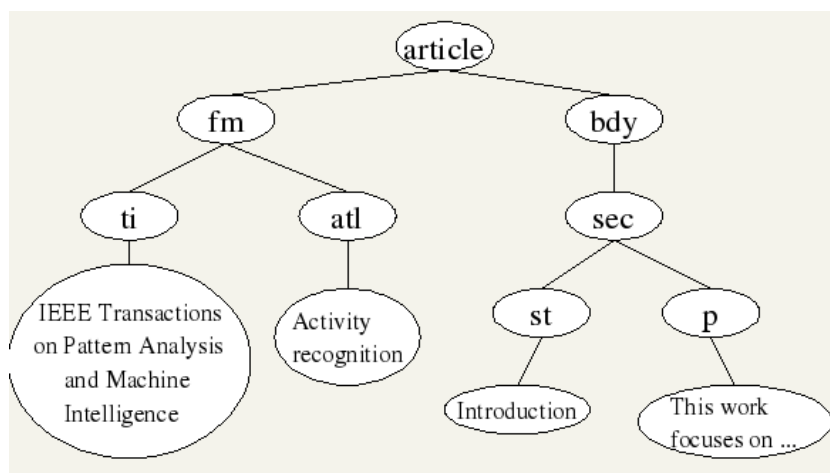 article
fm
bdy
ti
atl
sec
IEEE Transactions
on Pattern Analysis
and Machine
Intelligence
Activity
recognition
st
p
Introduction
This work
focuses on ...